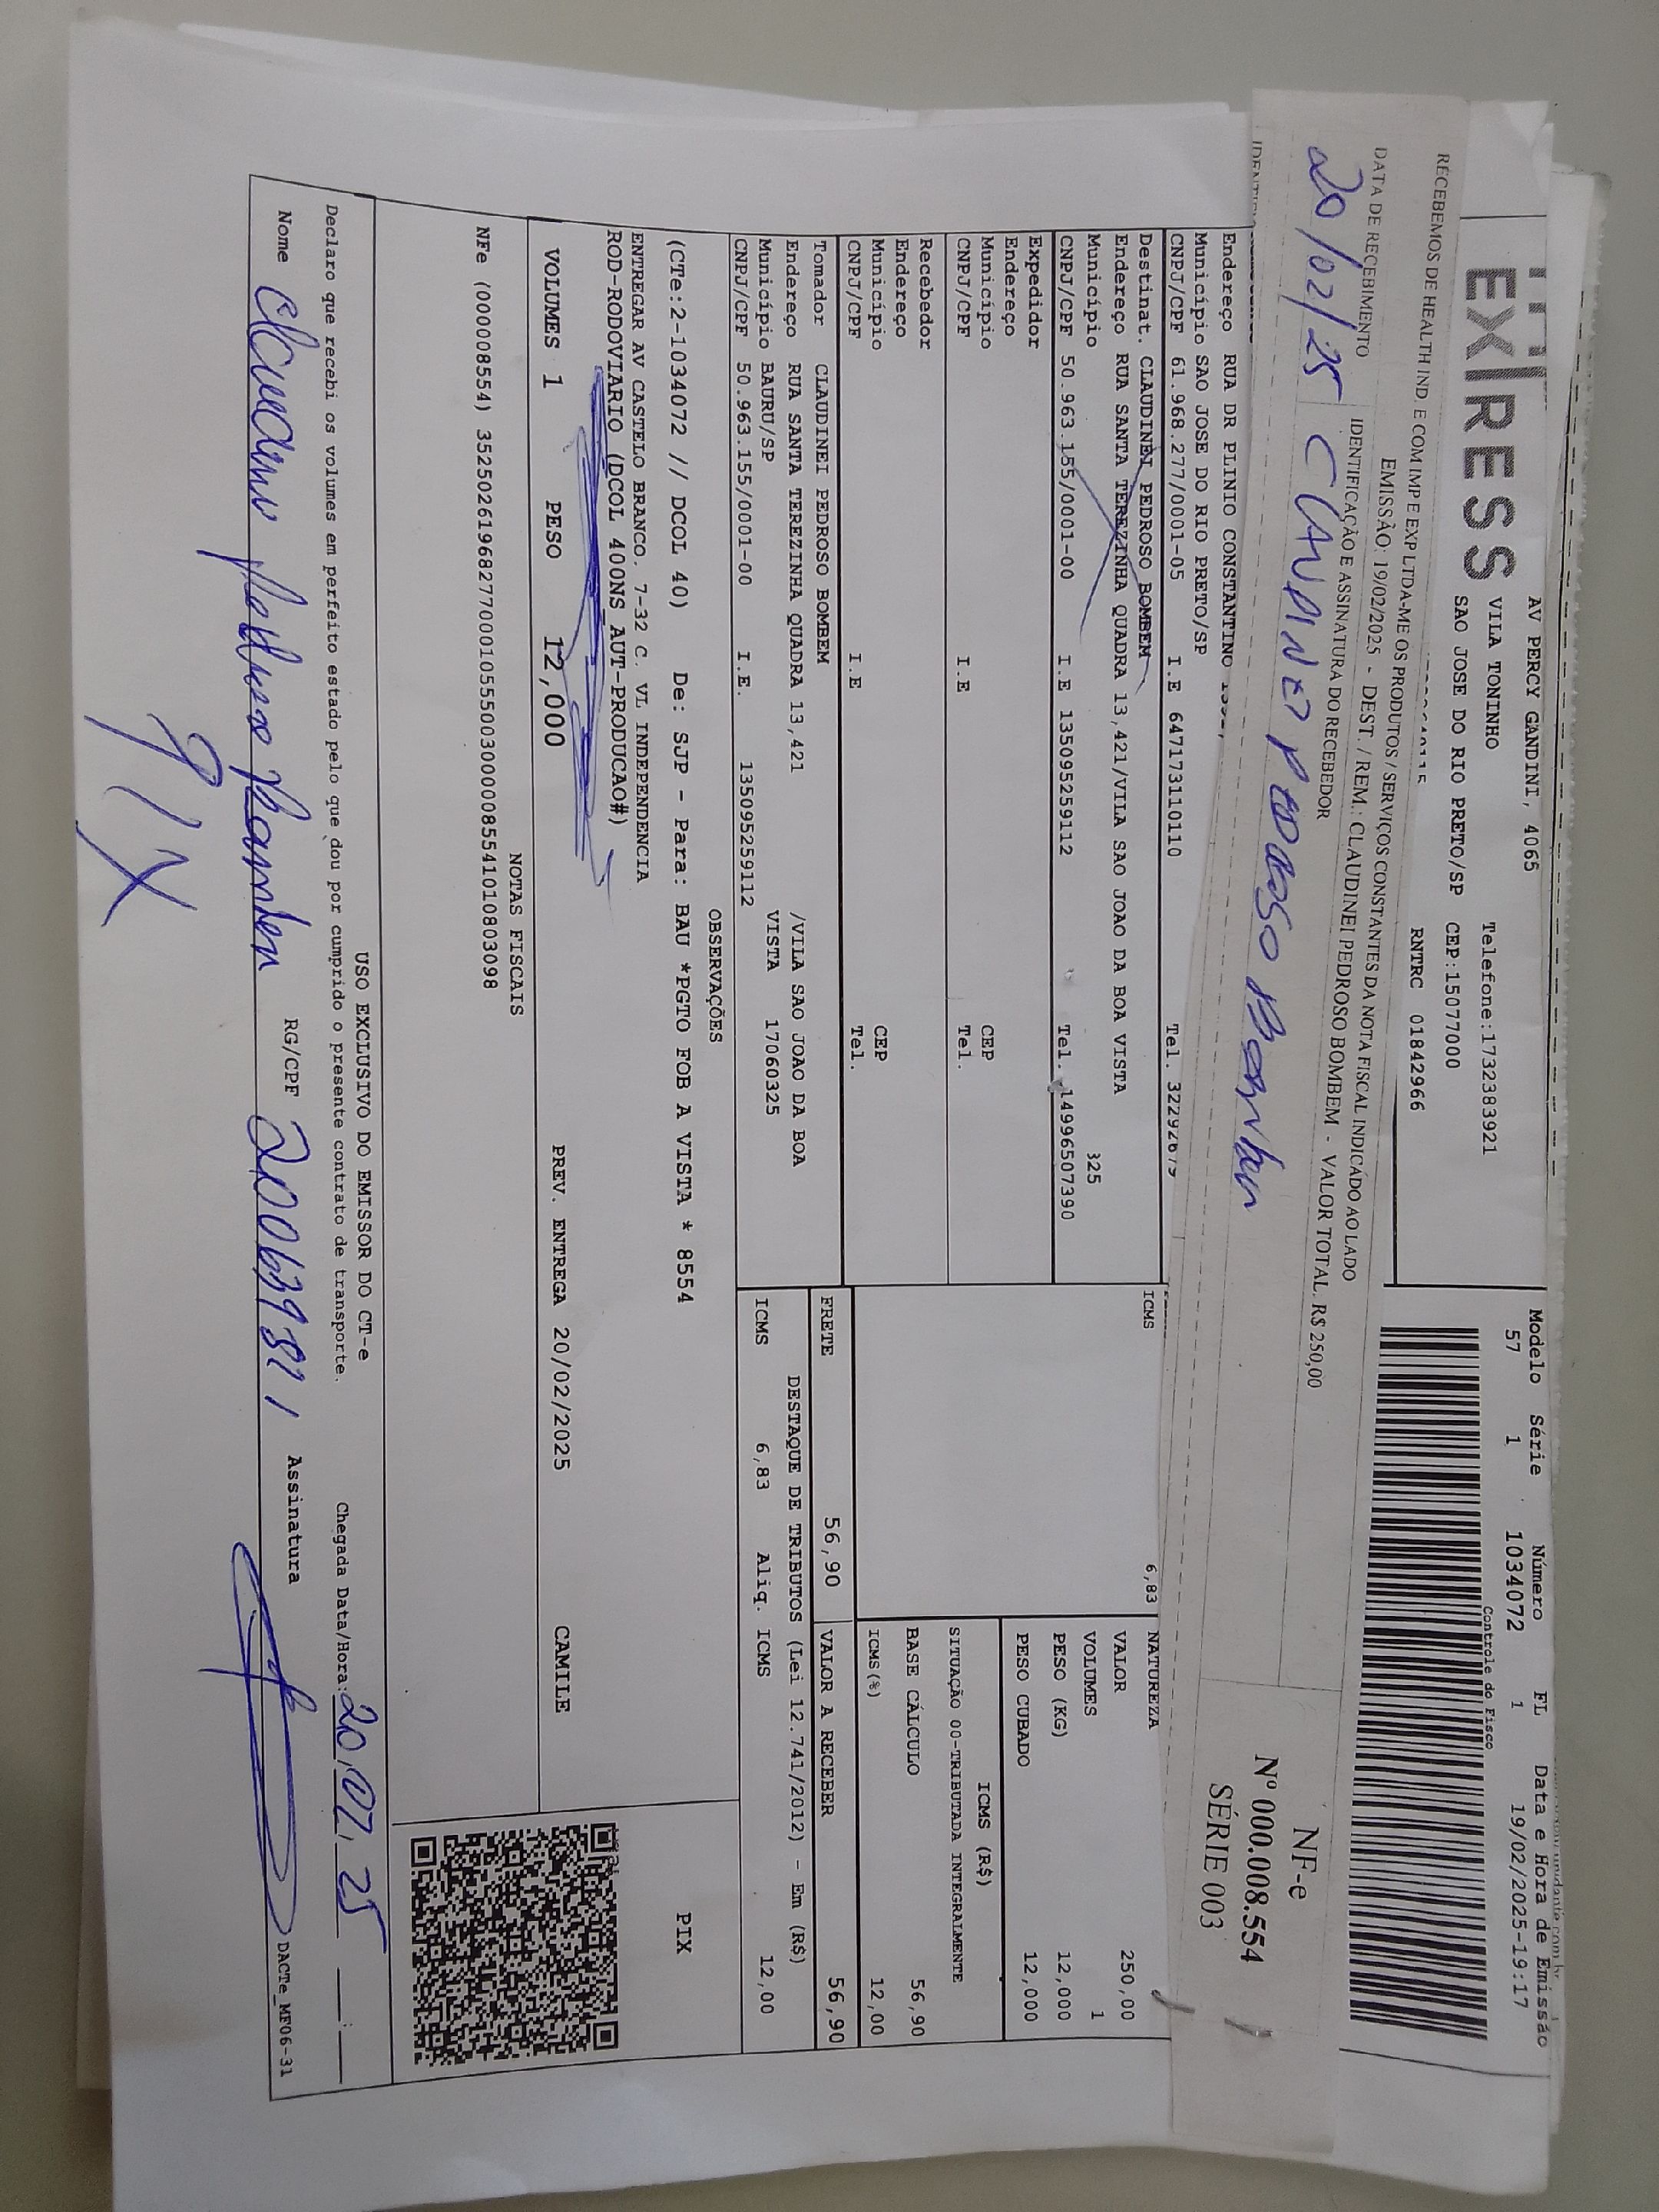 EXPRESS
AV PERCY GANDINI, 4065
VILA TONINHO
SAO JOSE DO RIO PRETO/SP
Telefone:1732383921
CEP:15077000
RNTRC 01842966
Modelo Série Número FL Data e Hora de Emissão
57 1 1034072 1 19/02/2025-19:17
Controle do Fisco
RECEBEMOS DE HEALTH IND. E COM IMP E EXP LTDA-ME OS PRODUTOS / SERVIÇOS CONSTANTES DA NOTA FISCAL INDICADO AO LADO
EMISSÃO: 19/02/2025 - DEST. / REM.: CLAUDINEI PEDROSO BOMBEM - VALOR TOTAL: R$ 250,00
DATA DE RECEBIMENTO
IDENTIFICAÇÃO E ASSINATURA DO RECEBEDOR
20/02/25 CLAUDINEI PEDROSO Bomben
NF-e
Nº 000.008.554
SÉRIE 003
Endereço RUA DR PLINIO CONSTANTINO
Município SAO JOSE DO RIO PRETO/SP
CNPJ/CPF 61.968.277/0001-05 I.E 647173110110 Tel.
Destinat. CLAUDINEI PEDROSO BOMBEM
Endereço RUA SANTA TEREZINHA QUADRA 13,421/VILA SAO JOAO DA BOA VISTA
Município 325
CNPJ/CPF 50.963.155/0001-00 I.E 135095259112 Tel. 14996507390
Expedidor
Endereço
Município CEP
CNPJ/CPF I.E Tel.
Recebedor
Endereço
Município CEP
CNPJ/CPF I.E Tel.
Tomador CLAUDINEI PEDROSO BOMBEM
Endereço RUA SANTA TEREZINHA QUADRA 13,421 /VILA SAO JOAO DA BOA
VISTA
Município BAURU/SP 17060325
CNPJ/CPF 50.963.155/0001-00 I.E. 135095259112
ICMS 6,83
NATUREZA
VALOR 250,00
VOLUMES 1
PESO (KG) 12,000
PESO CUBADO 12,000
ICMS (R$)
SITUAÇÃO 00-TRIBUTADA INTEGRALMENTE
BASE CÁLCULO 56,90
ICMS(%) 12,00
FRETE 56,90 VALOR A RECEBER 56,90
DESTAQUE DE TRIBUTOS (Lei 12.741/2012) - Em (R$)
ICMS 6,83 Aliq. ICMS 12,00
OBSERVAÇÕES
(CTe:2-1034072 // DCOL 40) De: SJP - Para: BAU *PGTO FOB A VISTA * 8554
ENTREGAR AV CASTELO BRANCO. 7-32 C. VL INDEPENDENCIA
ROD-RODOVIARIO (DCOL 40ONS_AUT-PRODUCAO#)
PIX
VOLUMES 1 PESO 12,000 PREV. ENTREGA 20/02/2025 CAMILE
NOTAS FISCAIS
NFe (000008554) 35250261968277000105550030000085541010803098
USO EXCLUSIVO DO EMISSOR DO CT-e
Declaro que recebi os volumes em perfeito estado pelo que dou por cumprido o presente contrato de transporte.
Chegada Data/Hora: 20,02,25 __:__
Nome RG/CPF Assinatura
DACTe_MF06-31
PIX